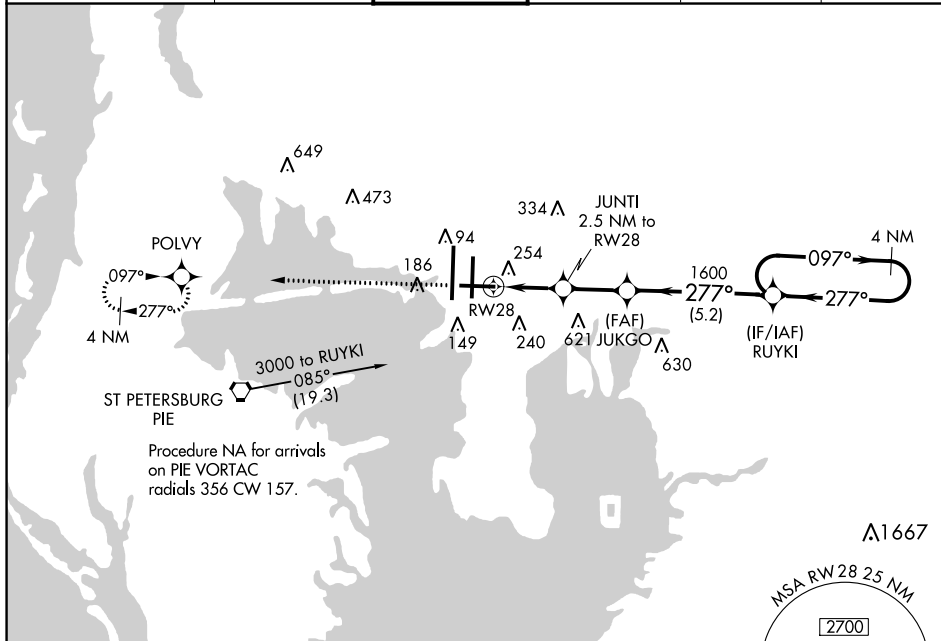 649
473
334
JUNTI
2.5 NM to
RW28
POLVY
097°
277°
4 NM
94
186
254
RW28
149
240
621
(FAF)
JUKGO
630
1600
277°
(5.2)
097°
4 NM
277°
(IF/IAF)
RUYKI
3000 to RUYKI
085°
(19.3)
ST PETERSBURG
PIE
Procedure NA for arrivals
on PIE VORTAC
radials 356 CW 157.
1667
MSA RW28 25 NM
2700